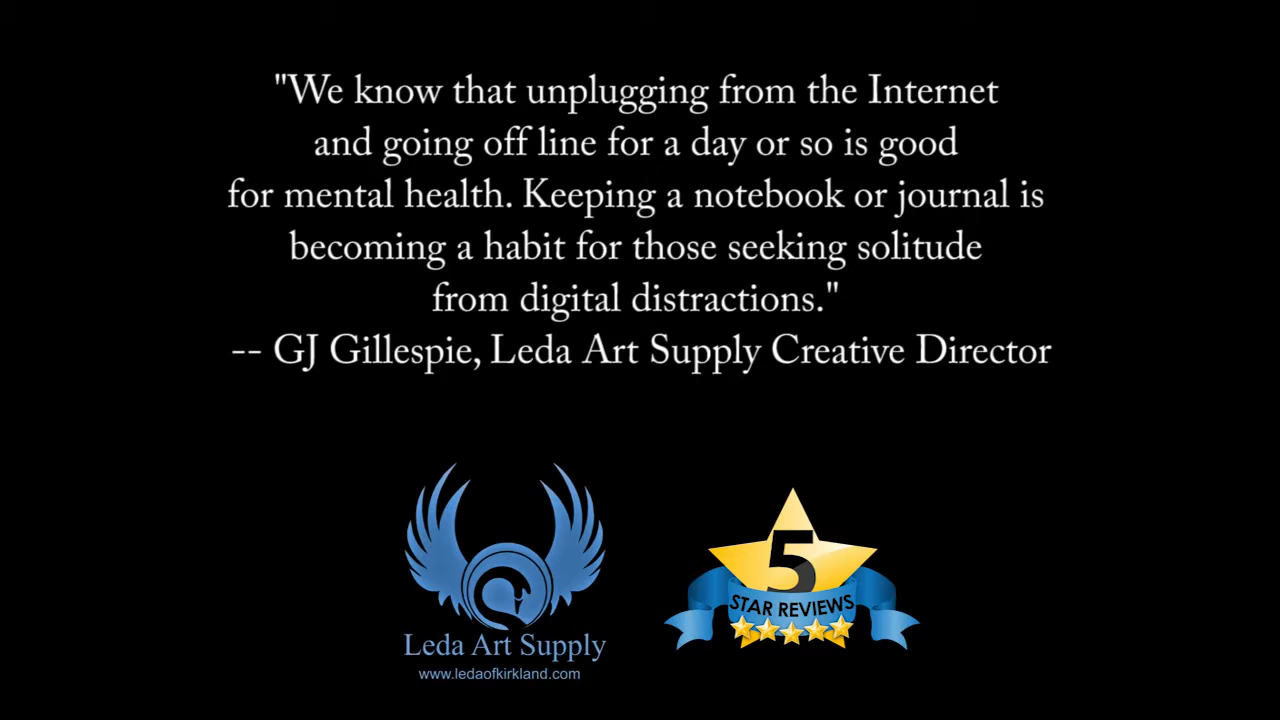 "We know that unplugging from the Internet
and going off line for a day or so is good
for mental health. Keeping a notebook or journal is
becoming a habit for those seeking solitude
from digital distractions."
-- GJ Gillespie, Leda Art Supply Creative Director
5
STAR REVIEWS
Leda Art Supply
www.ledaofkirkland.com